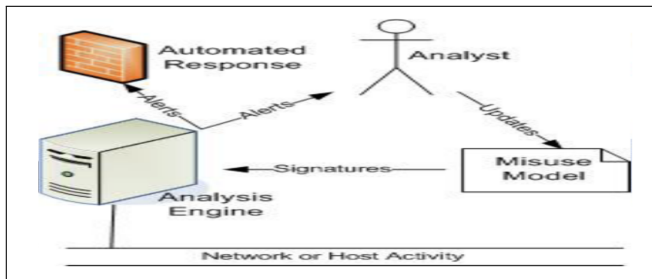 Automated
Response
Analyst
Alerts
Alerts
Updates
Signatures
Misuse
Model
Analysis
Engine
Network or Host Activity